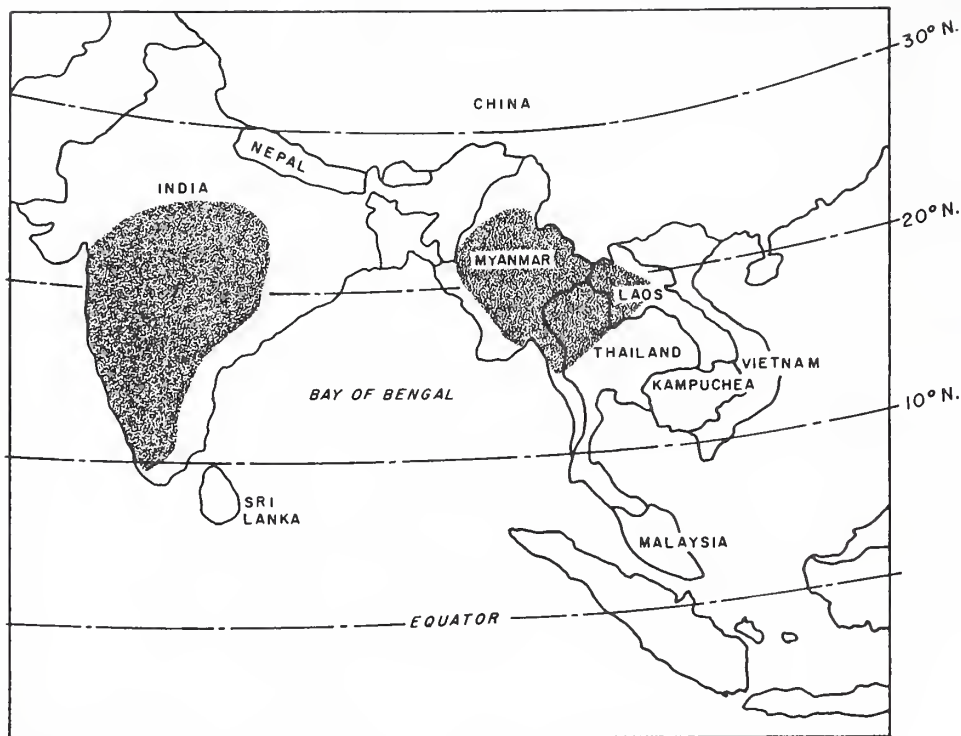 30° N.
CHINA
NEPAL
INDIA
20° N.
MYANMAR
LAOS
THAILAND
VIETNAM
KAMPUCHEA
BAY OF BENGAL
10° N.
SRI
LANKA
MALAYSIA
EQUATOR